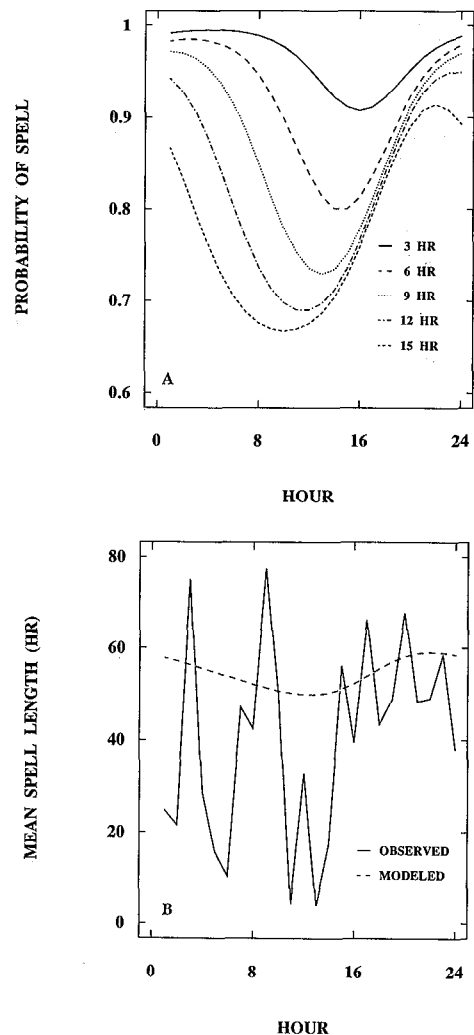 1
0.9
0.8
0.7
0.6
PROBABILITY OF SPELL
3 HR
6 HR
9 HR
12 HR
15 HR
A
0 8 16 24
HOUR
80
60
40
20
0
MEAN SPELL LENGTH (HR)
OBSERVED
MODELED
B
0 8 16 24
HOUR